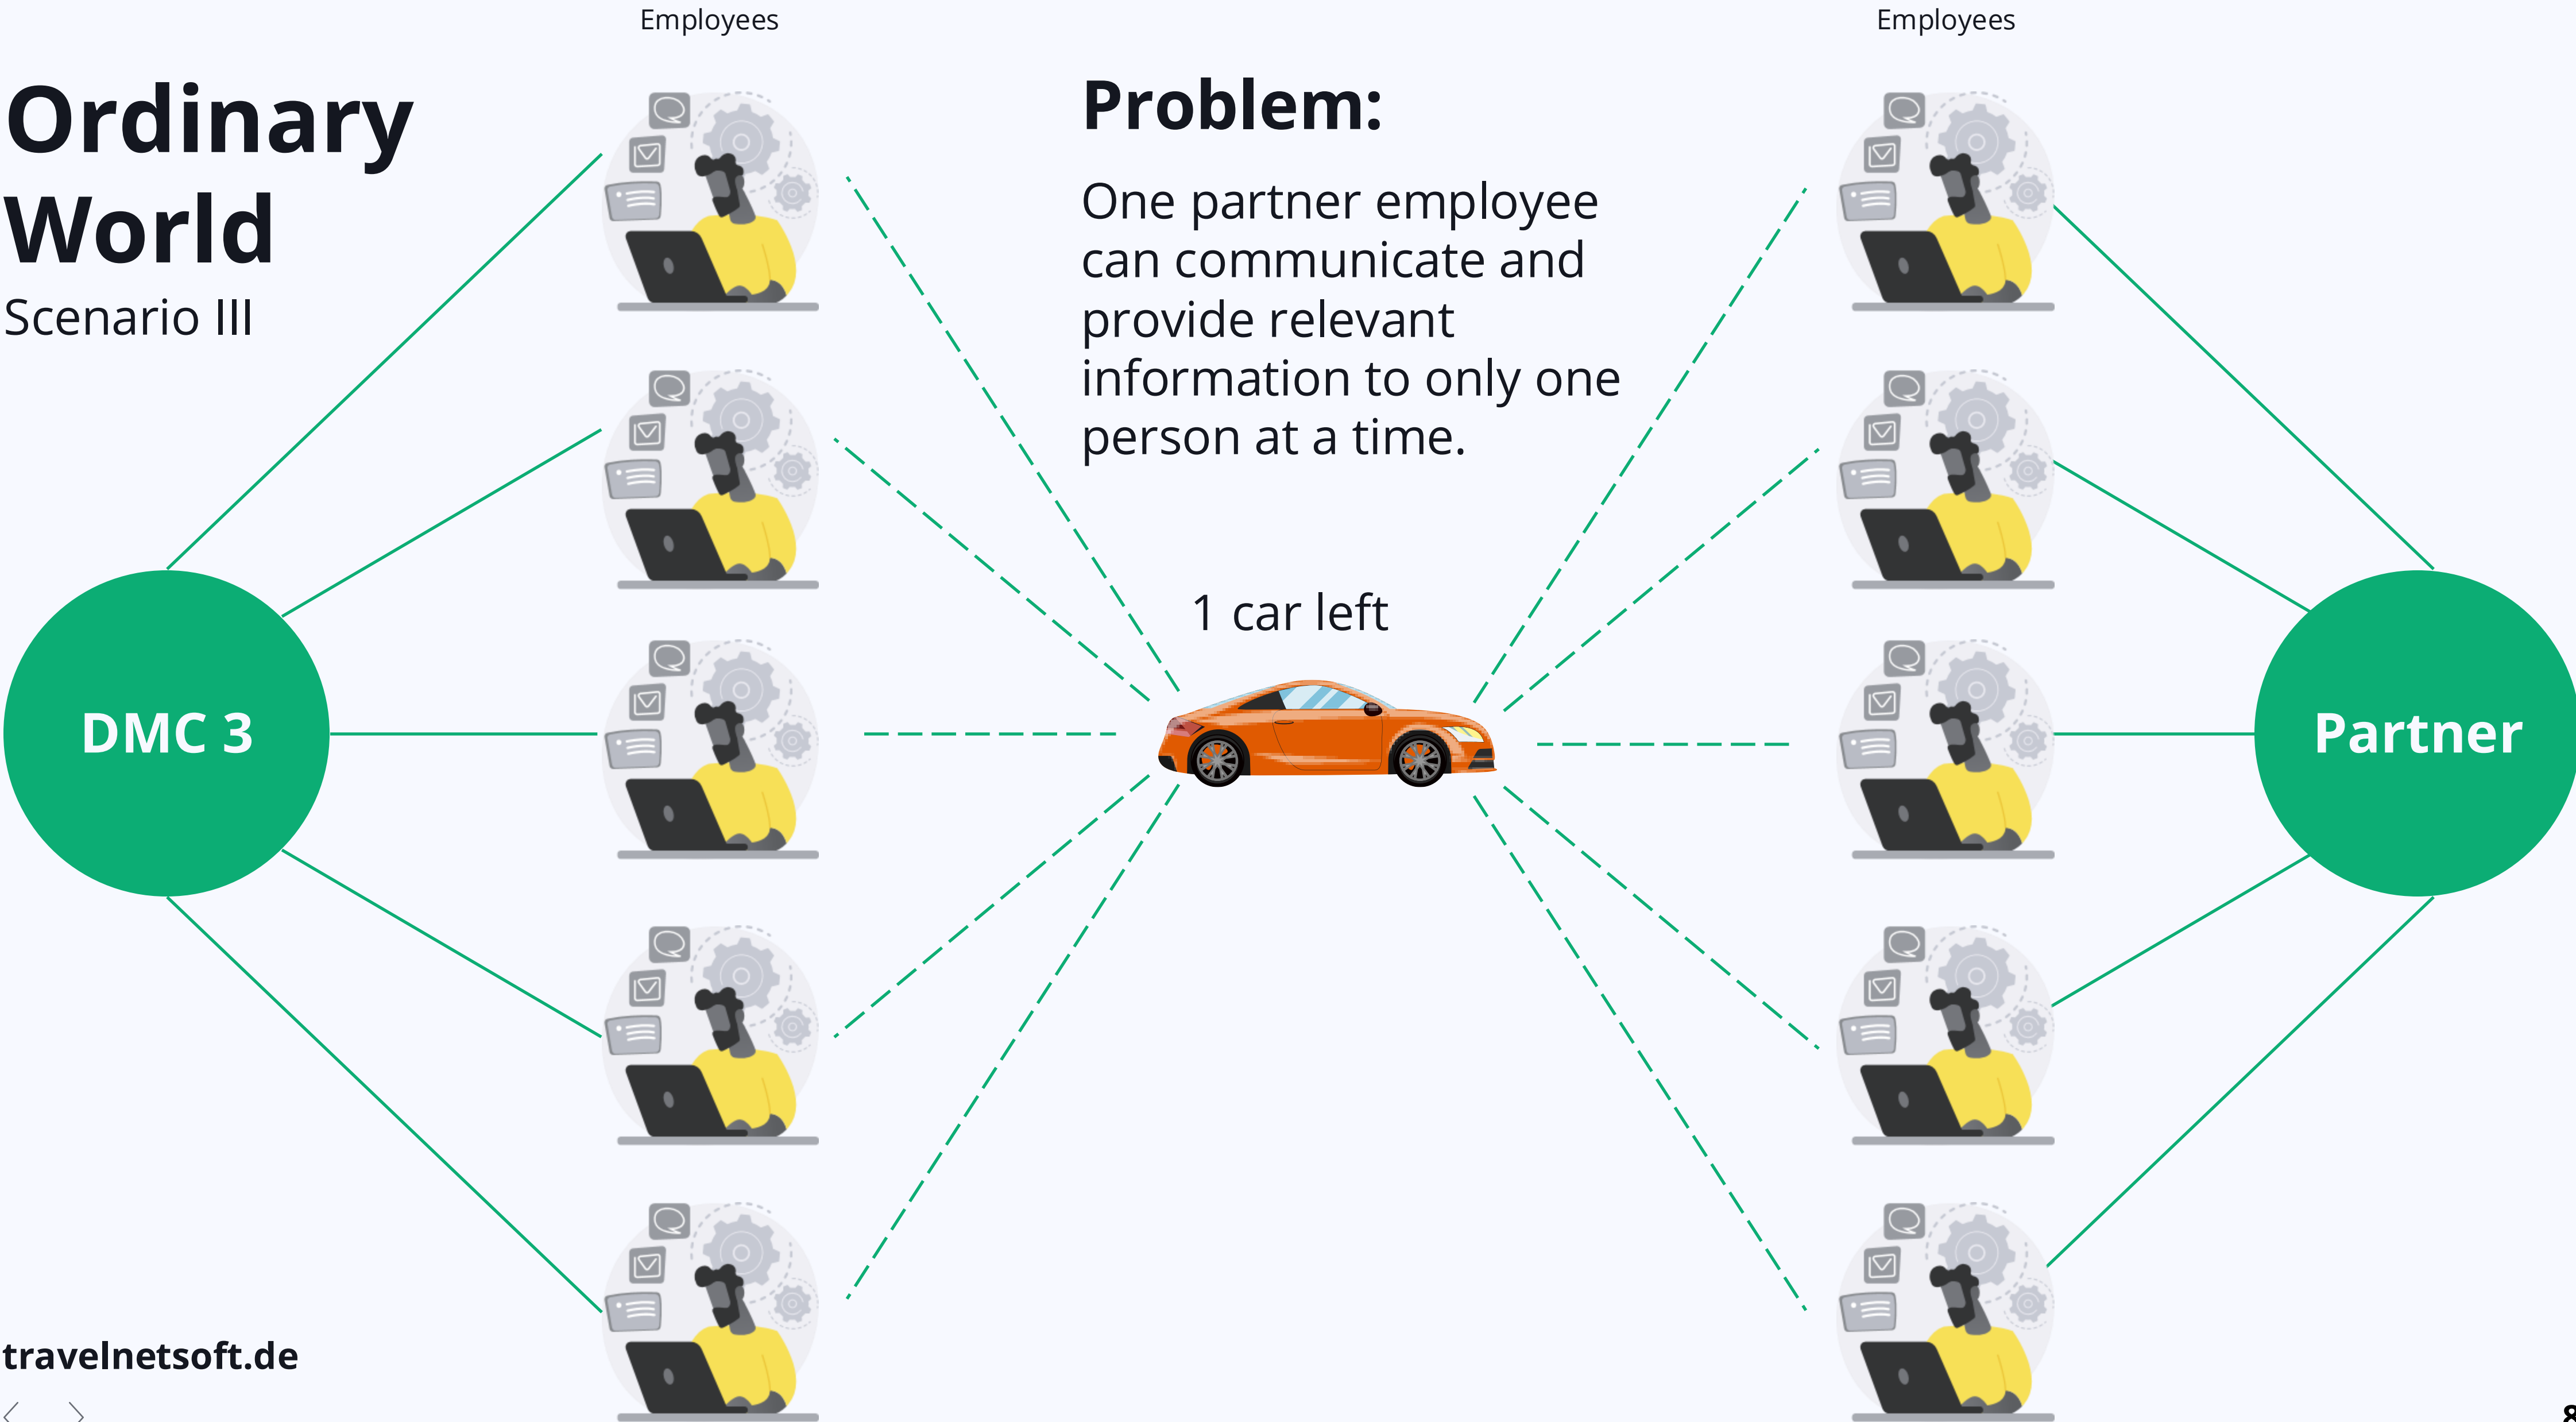 Employees
Employees
Ordinary
World
Scenario III
Problem:
One partner employee
can communicate and
provide relevant
information to only one
person at a time.
1 car left
DMC 3
Partner
travelnetsoft.de